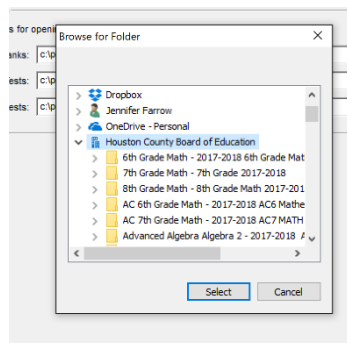 s for openi
Browse for Folder
anks: c:\p
Tests: c:\p
ests: c:\p
Dropbox
Jennifer Farrow
OneDrive - Personal
Houston County Board of Education
6th Grade Math - 2017-2018 6th Grade Mat
7th Grade Math - 7th Grade 2017-2018
8th Grade Math - 8th Grade Math 2017-201
AC 6th Grade Math - 2017-2018 AC6 Mathe
AC 7th Grade Math - 2017-2018 AC7 MATH
Advanced Algebra Algebra 2 - 2017-2018 A
Select Cancel